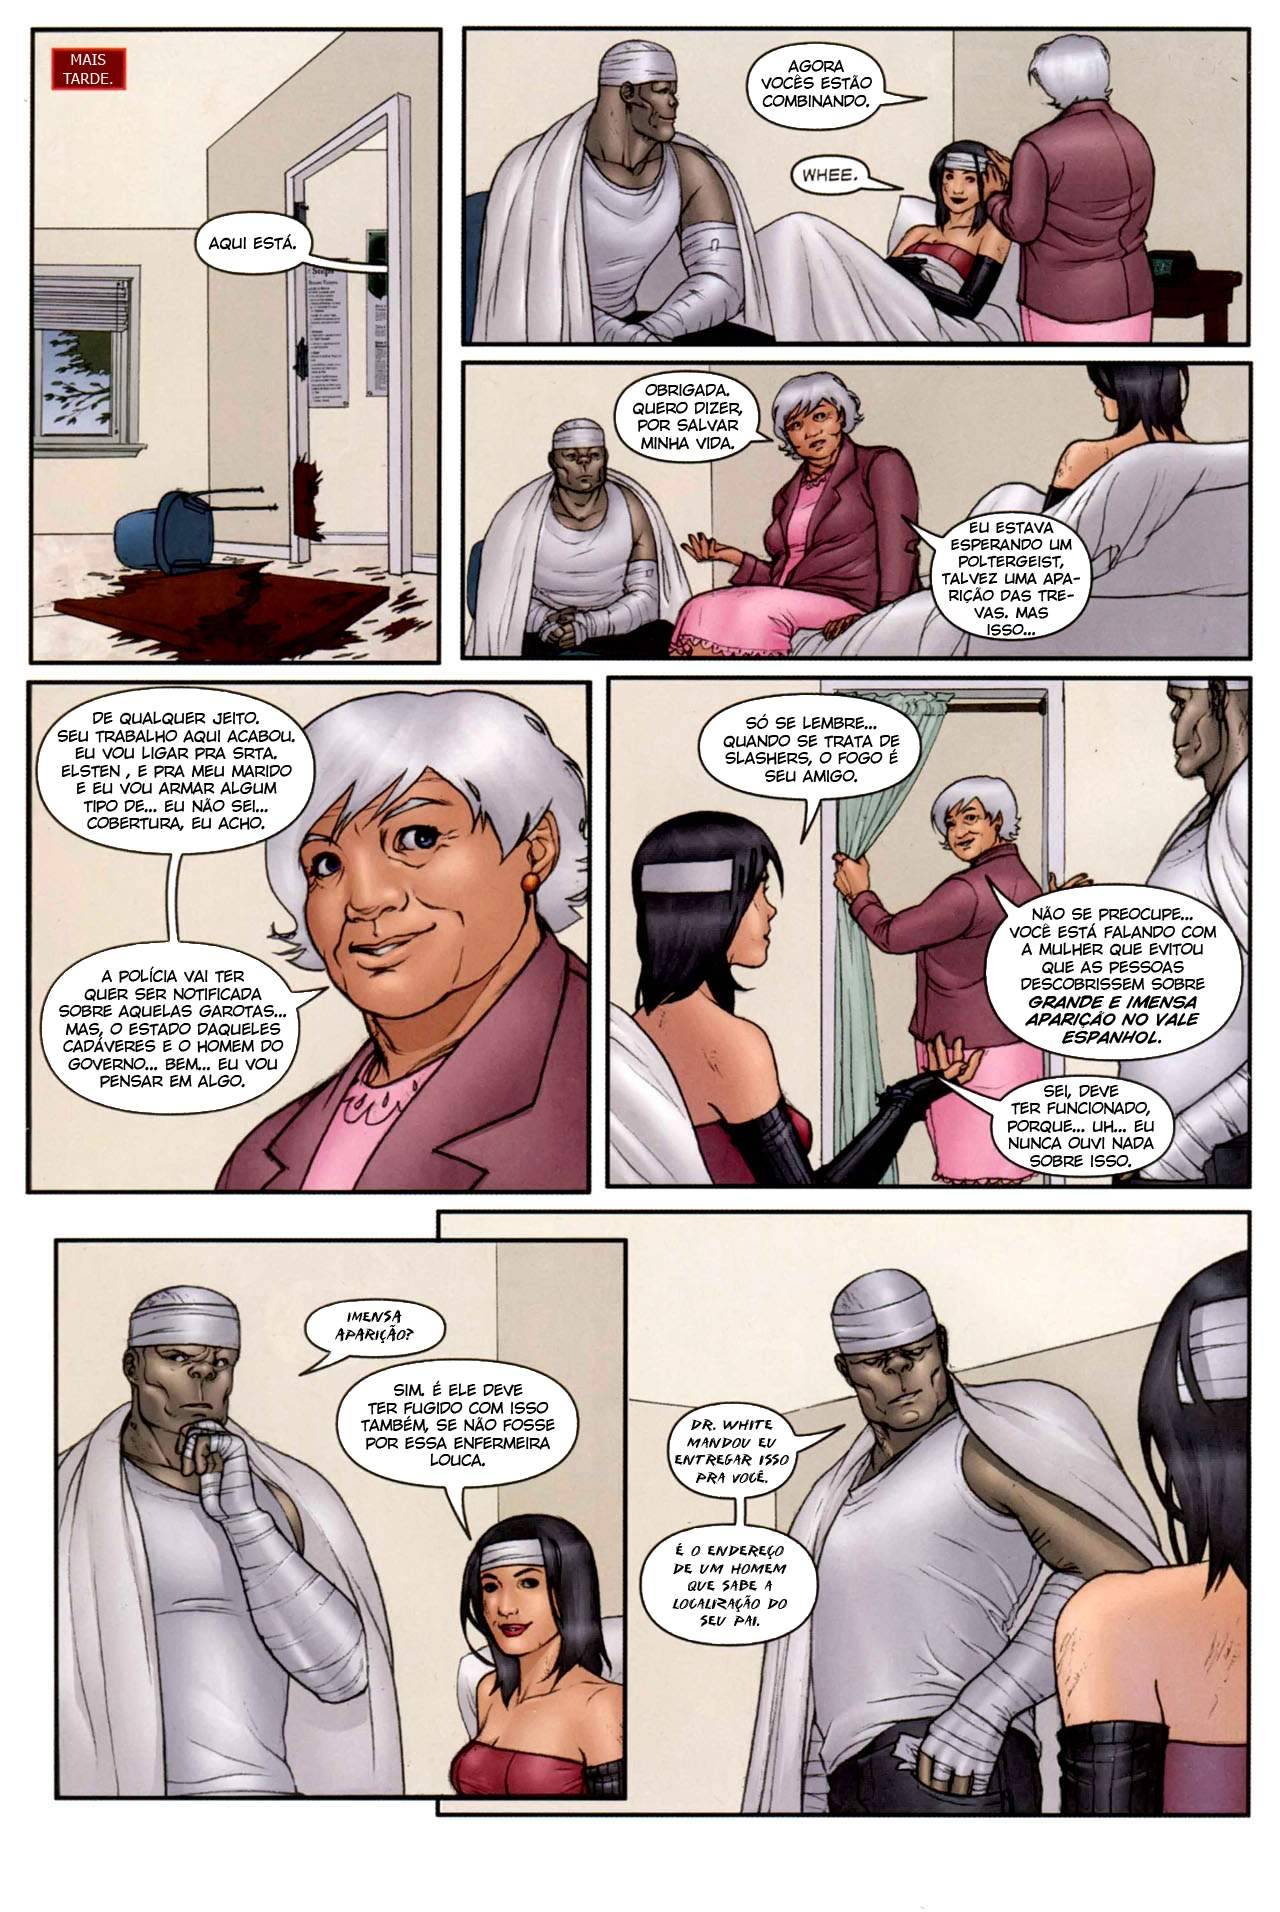 MAIS
TARDE.
AQUI ESTÁ.
AGORA
VOCÊS ESTÃO
COMBINANDO.
WHEE.
OBRIGADA.
QUERO DIZER,
POR SALVAR
MINHA VIDA.
EU ESTAVA
ESPERANDO UM
POLTERGEIST,
TALVEZ UMA APA-
RIÇÃO DAS TRE-
VAS. MAS
ISSO...
DE QUALQUER JEITO.
SEU TRABALHO AQUI ACABOU.
EU VOU LIGAR PRA SRTA.
ELSTEN , E PRA MEU MARIDO
E EU VOU ARMAR ALGUM
TIPO DE... EU NÃO SEI...
COBERTURA, EU ACHO.
A POLÍCIA VAI TER
QUER SER NOTIFICADA
SOBRE AQUELAS GAROTAS...
MAS, O ESTADO DAQUELES
CADÁVERES E O HOMEM DO
GOVERNO... BEM... EU VOU
PENSAR EM ALGO.
SÓ SE LEMBRE...
QUANDO SE TRATA DE
SLASHERS, O FOGO É
SEU AMIGO.
NÃO SE PREOCUPE...
VOCÊ ESTÁ FALANDO COM
A MULHER QUE EVITOU
QUE AS PESSOAS
DESCOBRISSEM SOBRE
GRANDE E IMENSA
APARIÇÃO NO VALE
ESPANHOL.
SEI, DEVE
TER FUNCIONADO,
PORQUE... UH... EU
NUNCA OUVI NADA
SOBRE ISSO.
IMENSA
APARIÇÃO?
SIM. É ELE DEVE
TER FUGIDO COM ISSO
TAMBÉM, SE NÃO FOSSE
POR ESSA ENFERMEIRA
LOUCA.
DR. WHITE
MANDOU EU
ENTREGAR ISSO
PRA VOCÊ.
É O ENDEREÇO
DE UM HOMEM
QUE SABE A
LOCALIZAÇÃO DO
SEU PAI.